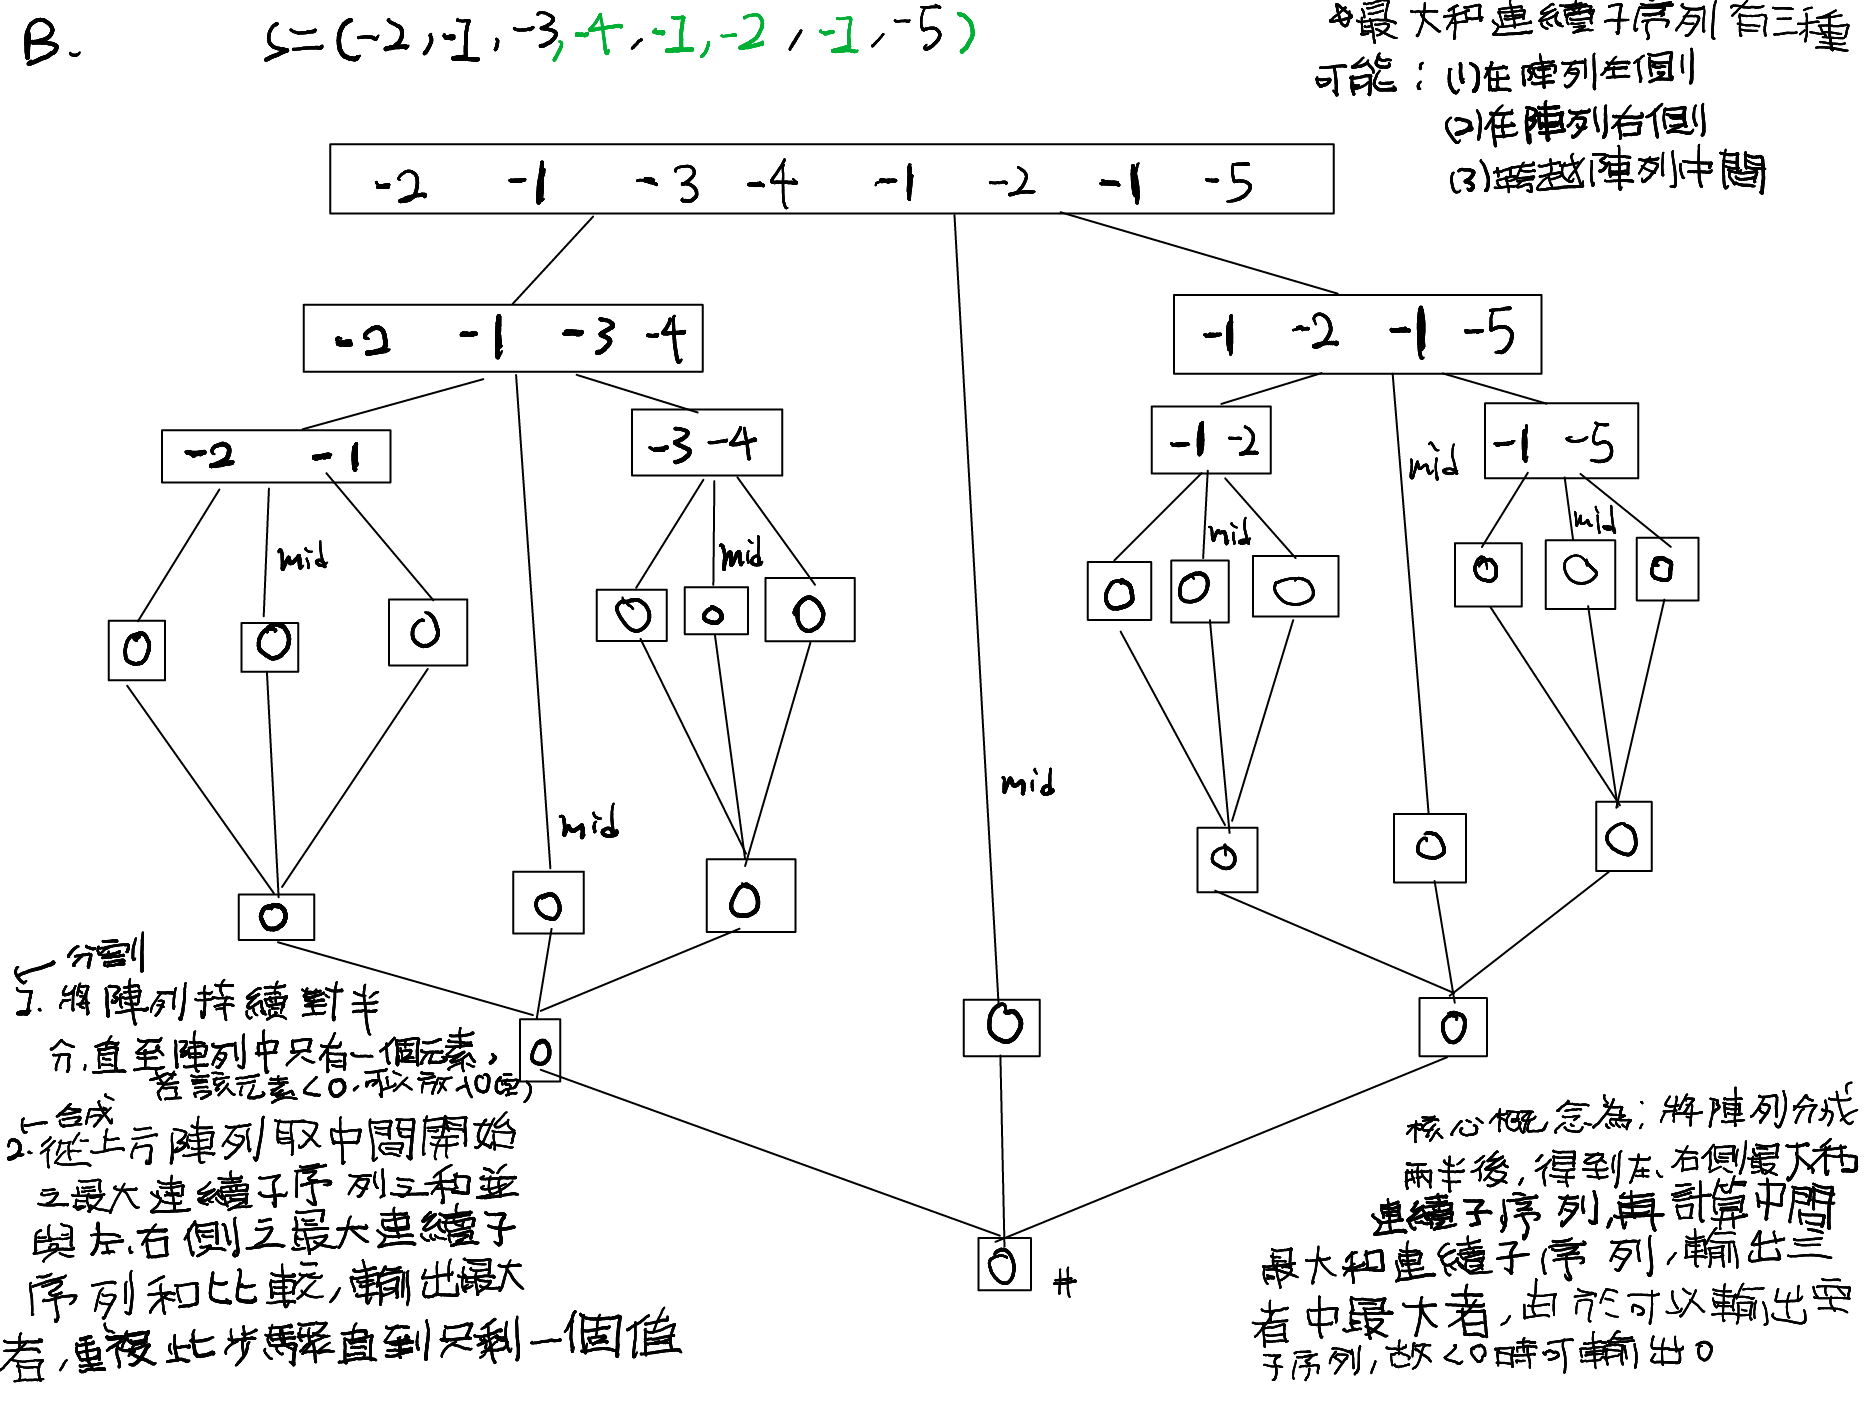 B. S=(-2,-1,-3,-4,-1,-2,-1,-5)
最大和連續子序列有三種
可能:(1)在陣列左側
(2)在陣列右側
(3)跨越陣列中間
-2 -1 -3 -4 -1 -2 -1 -5
-2 -1 -3 -4
-1 -2 -1 -5
-2 -1
-3 -4
-1 -2
mid
-1 -5
mid
mid
mid
mid
0 0 0
0 0 0
0 0 0
0 0 0
mid
mid
0 0 0
0 0 0
←分割
1. 將陣列持續對半
分,直至陣列中只有一個元素,
若該元素<0,可以放入0(空)
←合成
2.從上方陣列取中間開始
之最大連續子序列之和並
與左、右側之最大連續子
序列和比較,輸出最大
者,重複此步驟直到只剩一個值
0 0 0
0 #
核心概念為:將陣列分成
兩半後,得到左、右側最大和
連續子序列,再計算中間
最大和連續子序列,輸出三
者中最大者,由於可以輸出空
子序列,故<0時可輸出0